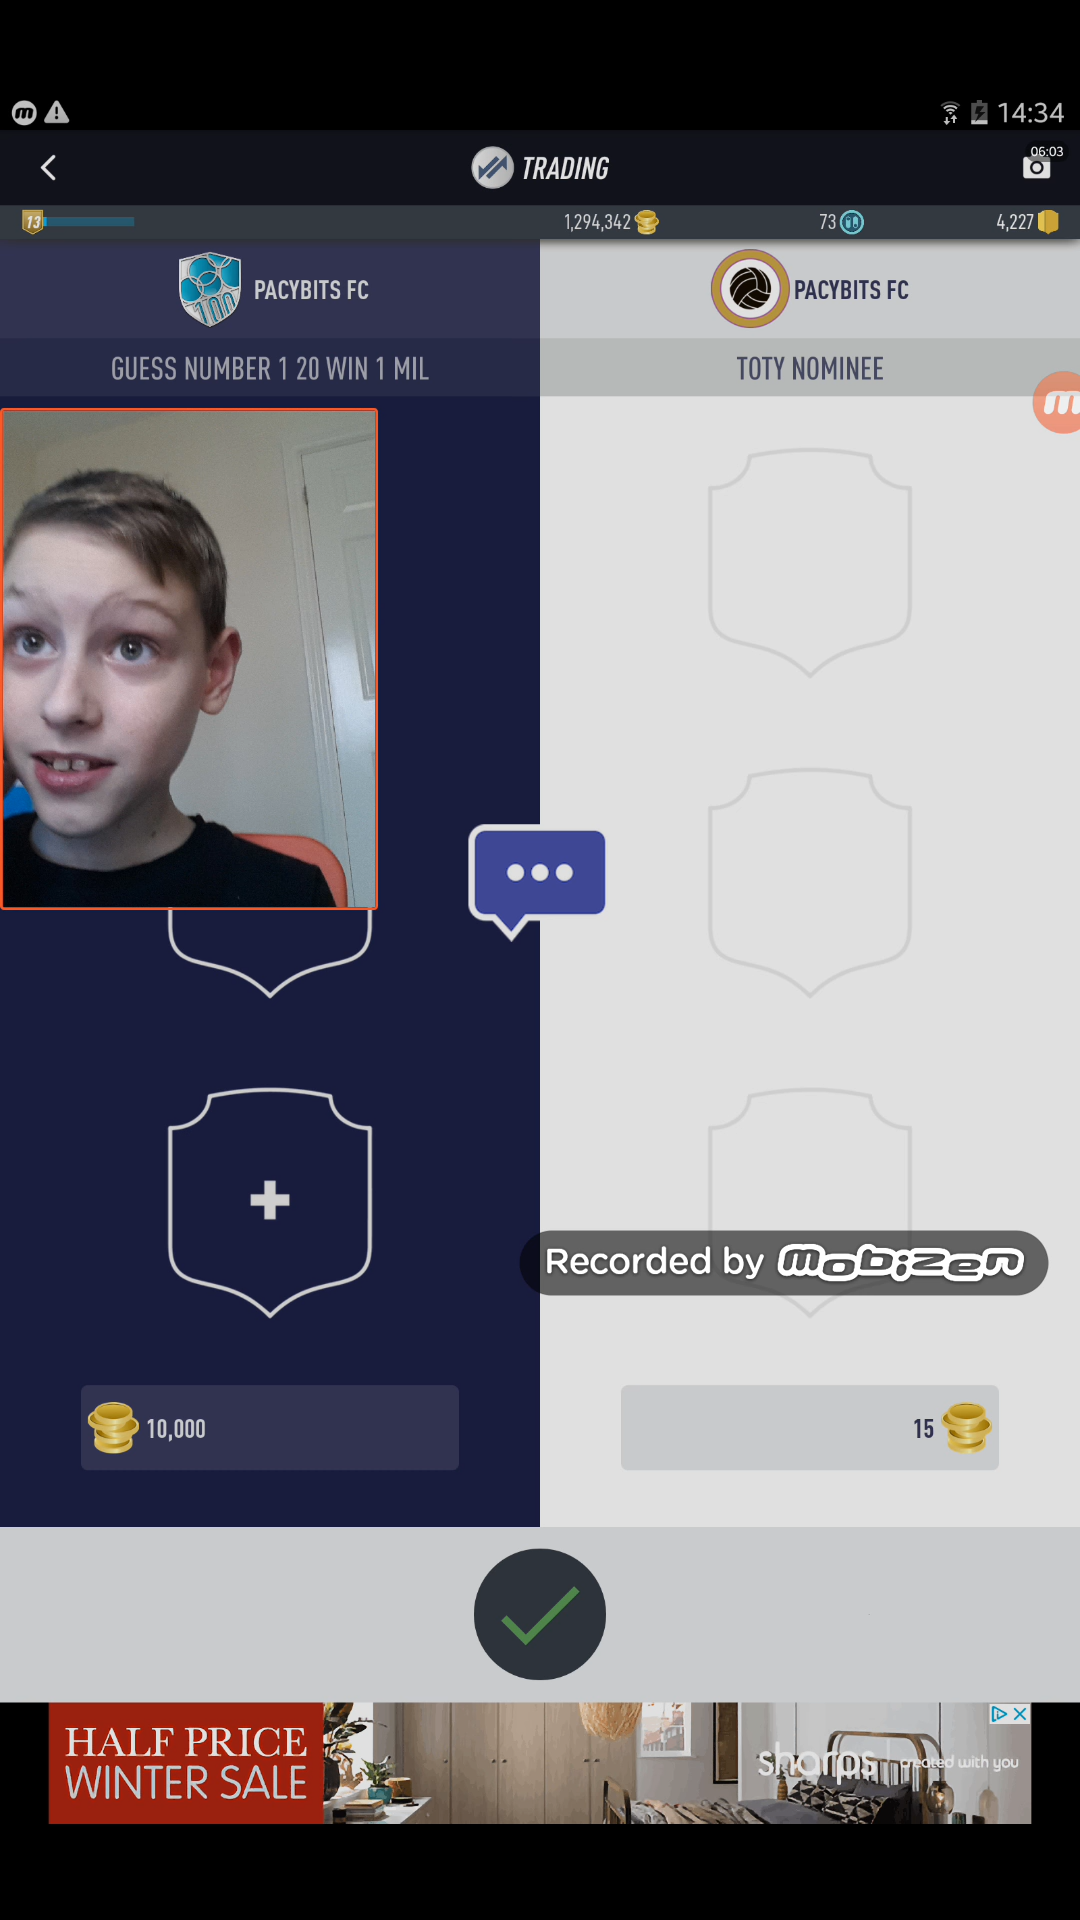 14:34
TRADING
06:03
13
1,294,342
73
4,227
100
PACYBITS FC
PACYBITS FC
GUESS NUMBER 1 20 WIN 1 MIL
TOTY NOMINEE
m
m
Recorded by mobizen
10,000
15
HALF PRICE
WINTER SALE
sharps
created with you